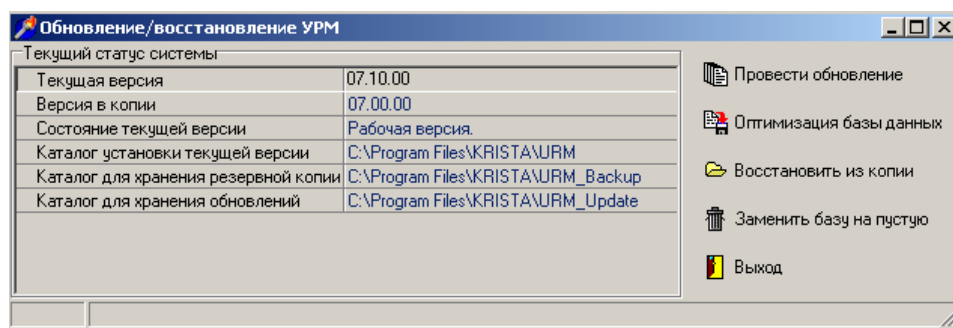 Обновление/восстановление УРМ
Текущий статус системы
Текущая версия 07.10.00
Версия в копии 07.00.00
Состояние текущей версии Рабочая версия.
Каталог установки текущей версии C:\Program Files\KRISTA\URM
Каталог для хранения резервной копии C:\Program Files\KRISTA\URM_Backup
Каталог для хранения обновлений C:\Program Files\KRISTA\URM_Update
Провести обновление
Оптимизация базы данных
Восстановить из копии
Заменить базу на пустую
Выход